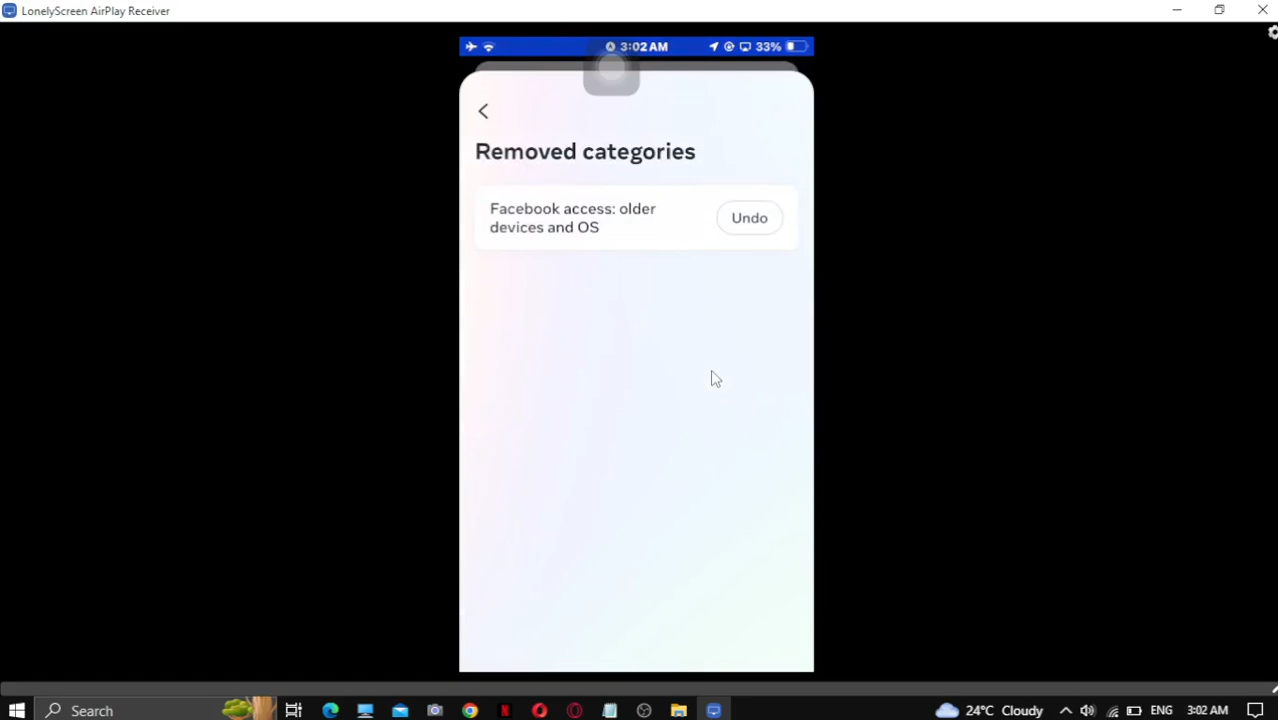 LonelyScreen AirPlay Receiver
3:02 AM
33%
Removed categories
Facebook access: older
devices and OS
Undo
Search
24°C Cloudy
ENG
3:02 AM